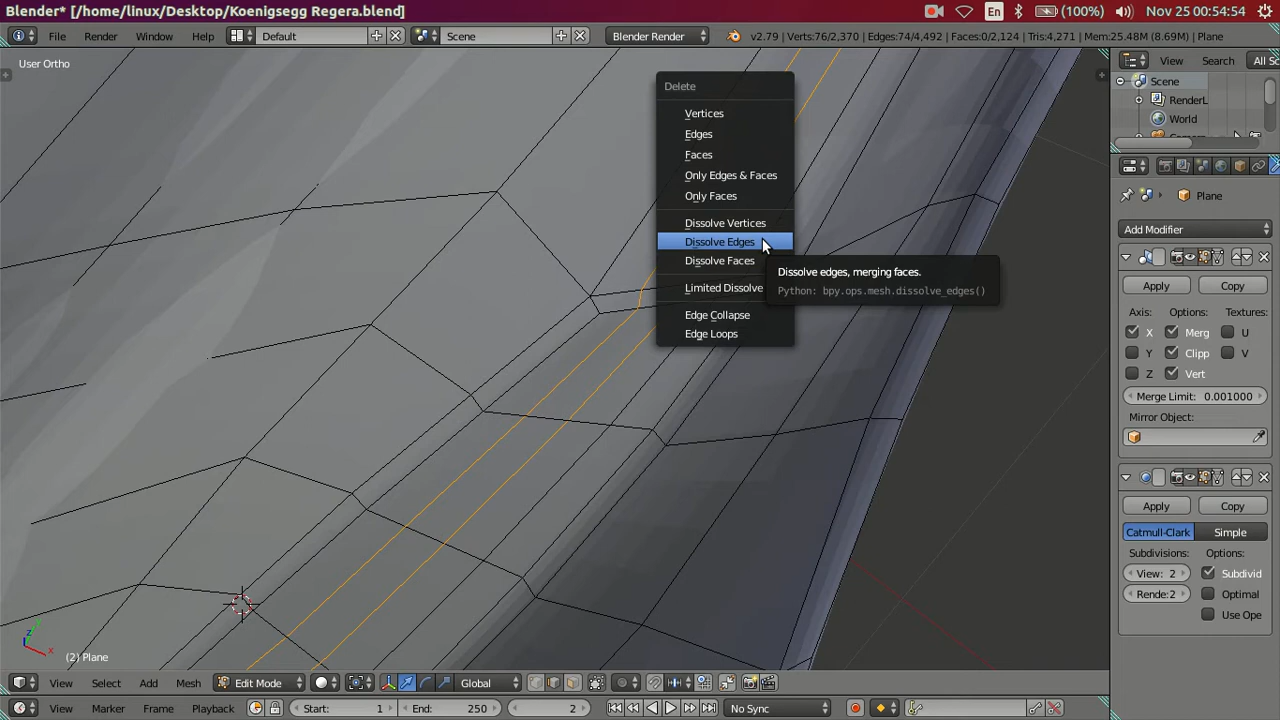 Blender* [/home/linux/Desktop/Koenigsegg Regera.blend]
En
(100%)
Nov 25 00:54:54
File
Render
Window
Help
Default
Scene
Blender Render
v2.79 | Verts:76/2,370 | Edges:74/4,492 | Faces:0/2,124 | Tris:4,271 | Mem:25.48M (8.69M) | Plane
User Ortho
View
Search
All Sc
Scene
RenderL
World
Delete
Vertices
Edges
Faces
Only Edges & Faces
Only Faces
Dissolve Vertices
Dissolve Edges
Dissolve Faces
Limited Dissolve
Edge Collapse
Edge Loops
Dissolve edges, merging faces.
Python: bpy.ops.mesh.dissolve_edges()
Plane
Add Modifier
Apply
Copy
Axis:
Options:
Textures:
X
Merg
U
Y
Clipp
V
Z
Vert
Merge Limit: 0.001000
Mirror Object:
Apply
Copy
Catmull-Clark
Simple
Subdivisions:
Options:
View: 2
Subdivid
Rende:2
Optimal
Use Ope
z
y
x
(2) Plane
View
Select
Add
Mesh
Edit Mode
Global
View
Marker
Frame
Playback
Start: 1
End: 250
2
No Sync